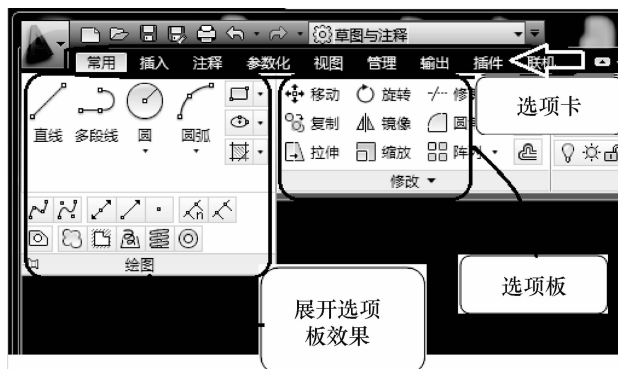 草图与注释
常用 插入 注释 参数化 视图 管理 输出 插件 联机
直线 多段线 圆 圆弧
移动 旋转
复制 镜像
拉伸 缩放
修改
绘图
选项卡
选项板
展开选项
板效果